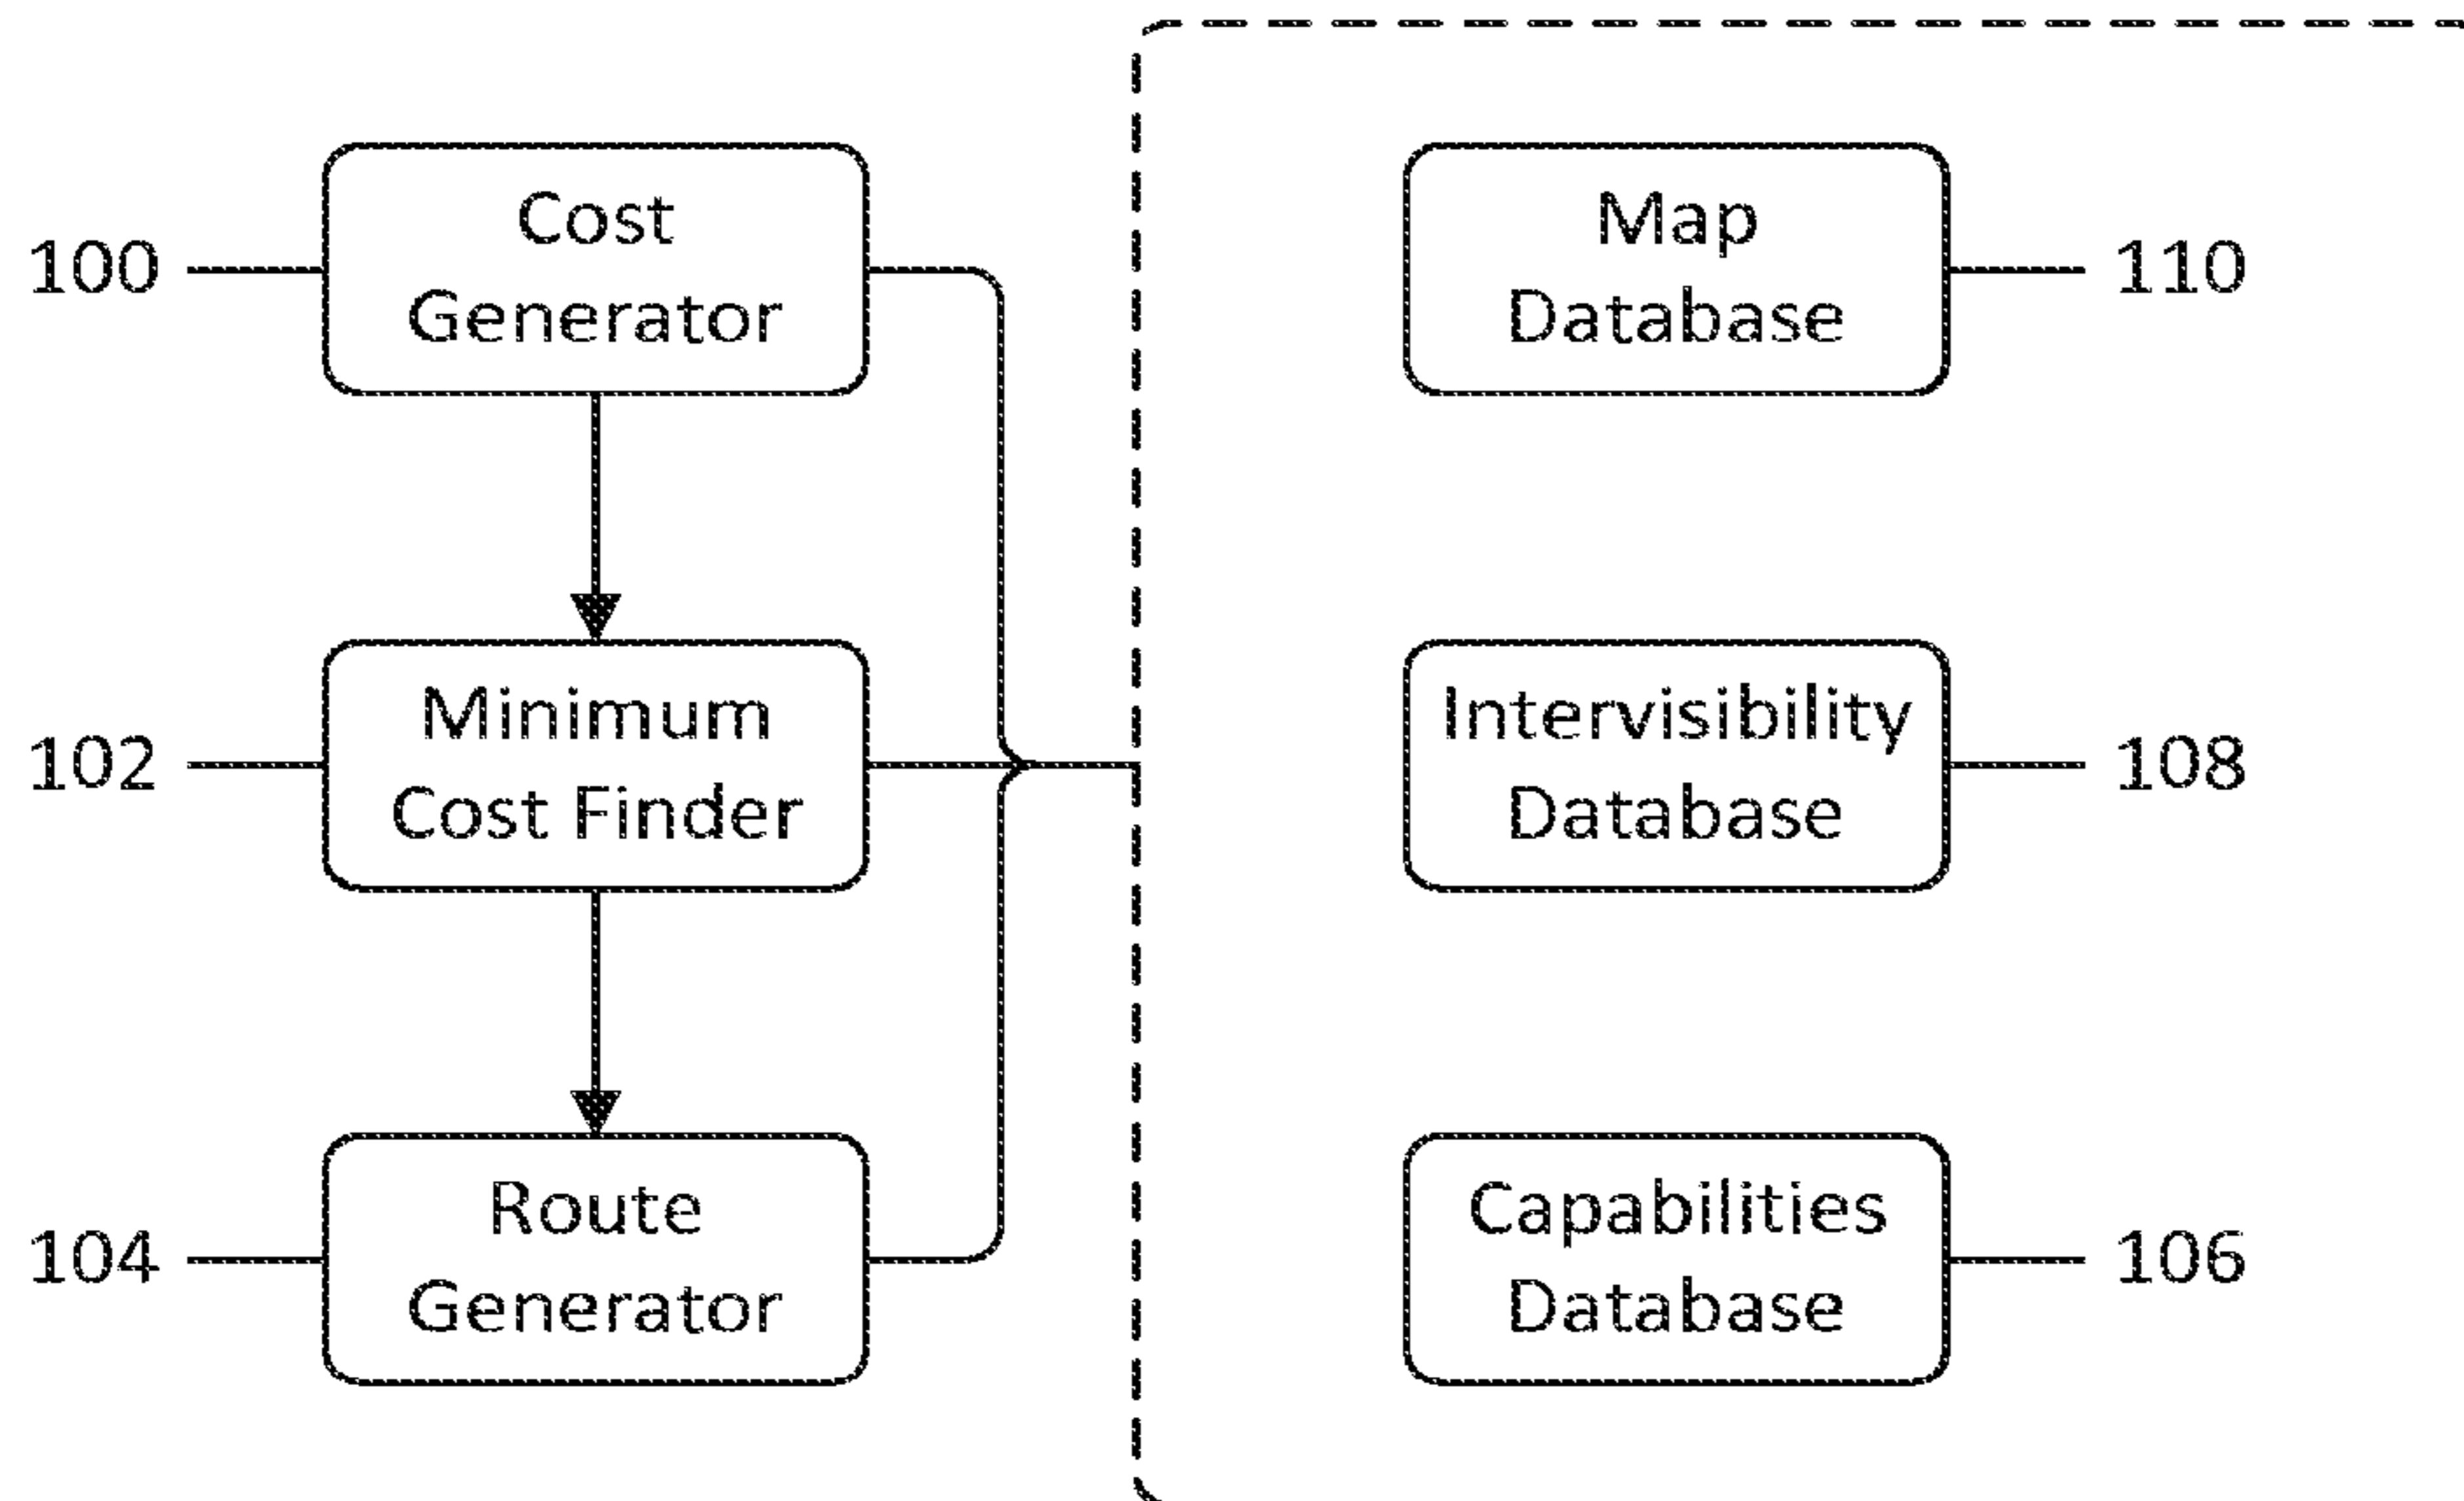 100
Cost
Generator
Map
Database
110
102
Minimum
Cost Finder
Intervisibility
Database
108
104
Route
Generator
Capabilities
Database
106